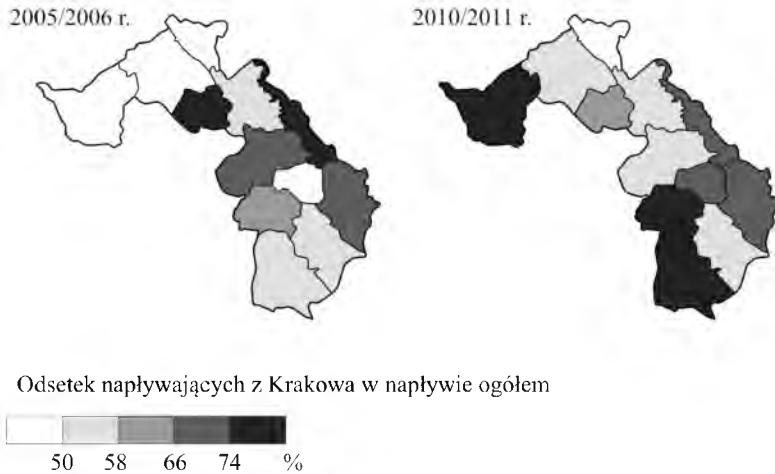 2005/2006 r.
2010/2011 r.
Odsetek napływających z Krakowa w napływie ogółem
50 58 66 74 %